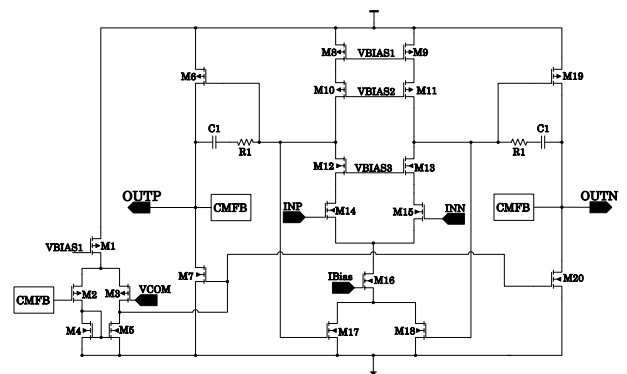 M8
VBIAS1
M9
M6
M19
M10
VBIAS2
M11
C1
R1
R1
C1
M12
VBIAS3
M13
OUTP
CMFB
INP
M14
M15
INN
CMFB
OUTN
VBIAS1
M1
M7
IBias
M16
M20
CMFB
M2
M3
VCOM
M4
M5
M17
M18